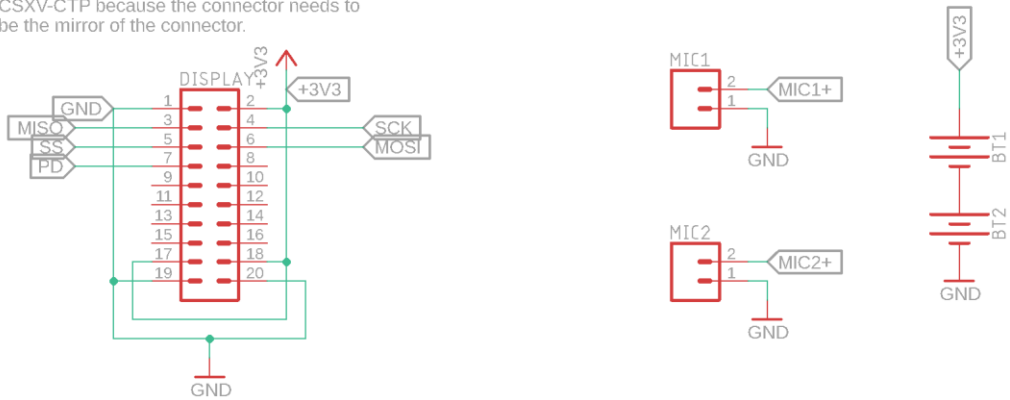 CSXV-CTP because the connector needs to
be the mirror of the connector.
DISPLAY
+3V3
+3V3
GND
MISO
SS
PD
SCK
MOSI
1 2
3 4
5 6
7 8
9 10
11 12
13 14
15 16
17 18
19 20
GND
MIC1
2
1
MIC1+
GND
MIC2
2
1
MIC2+
GND
+3V3
BT1
BT2
GND